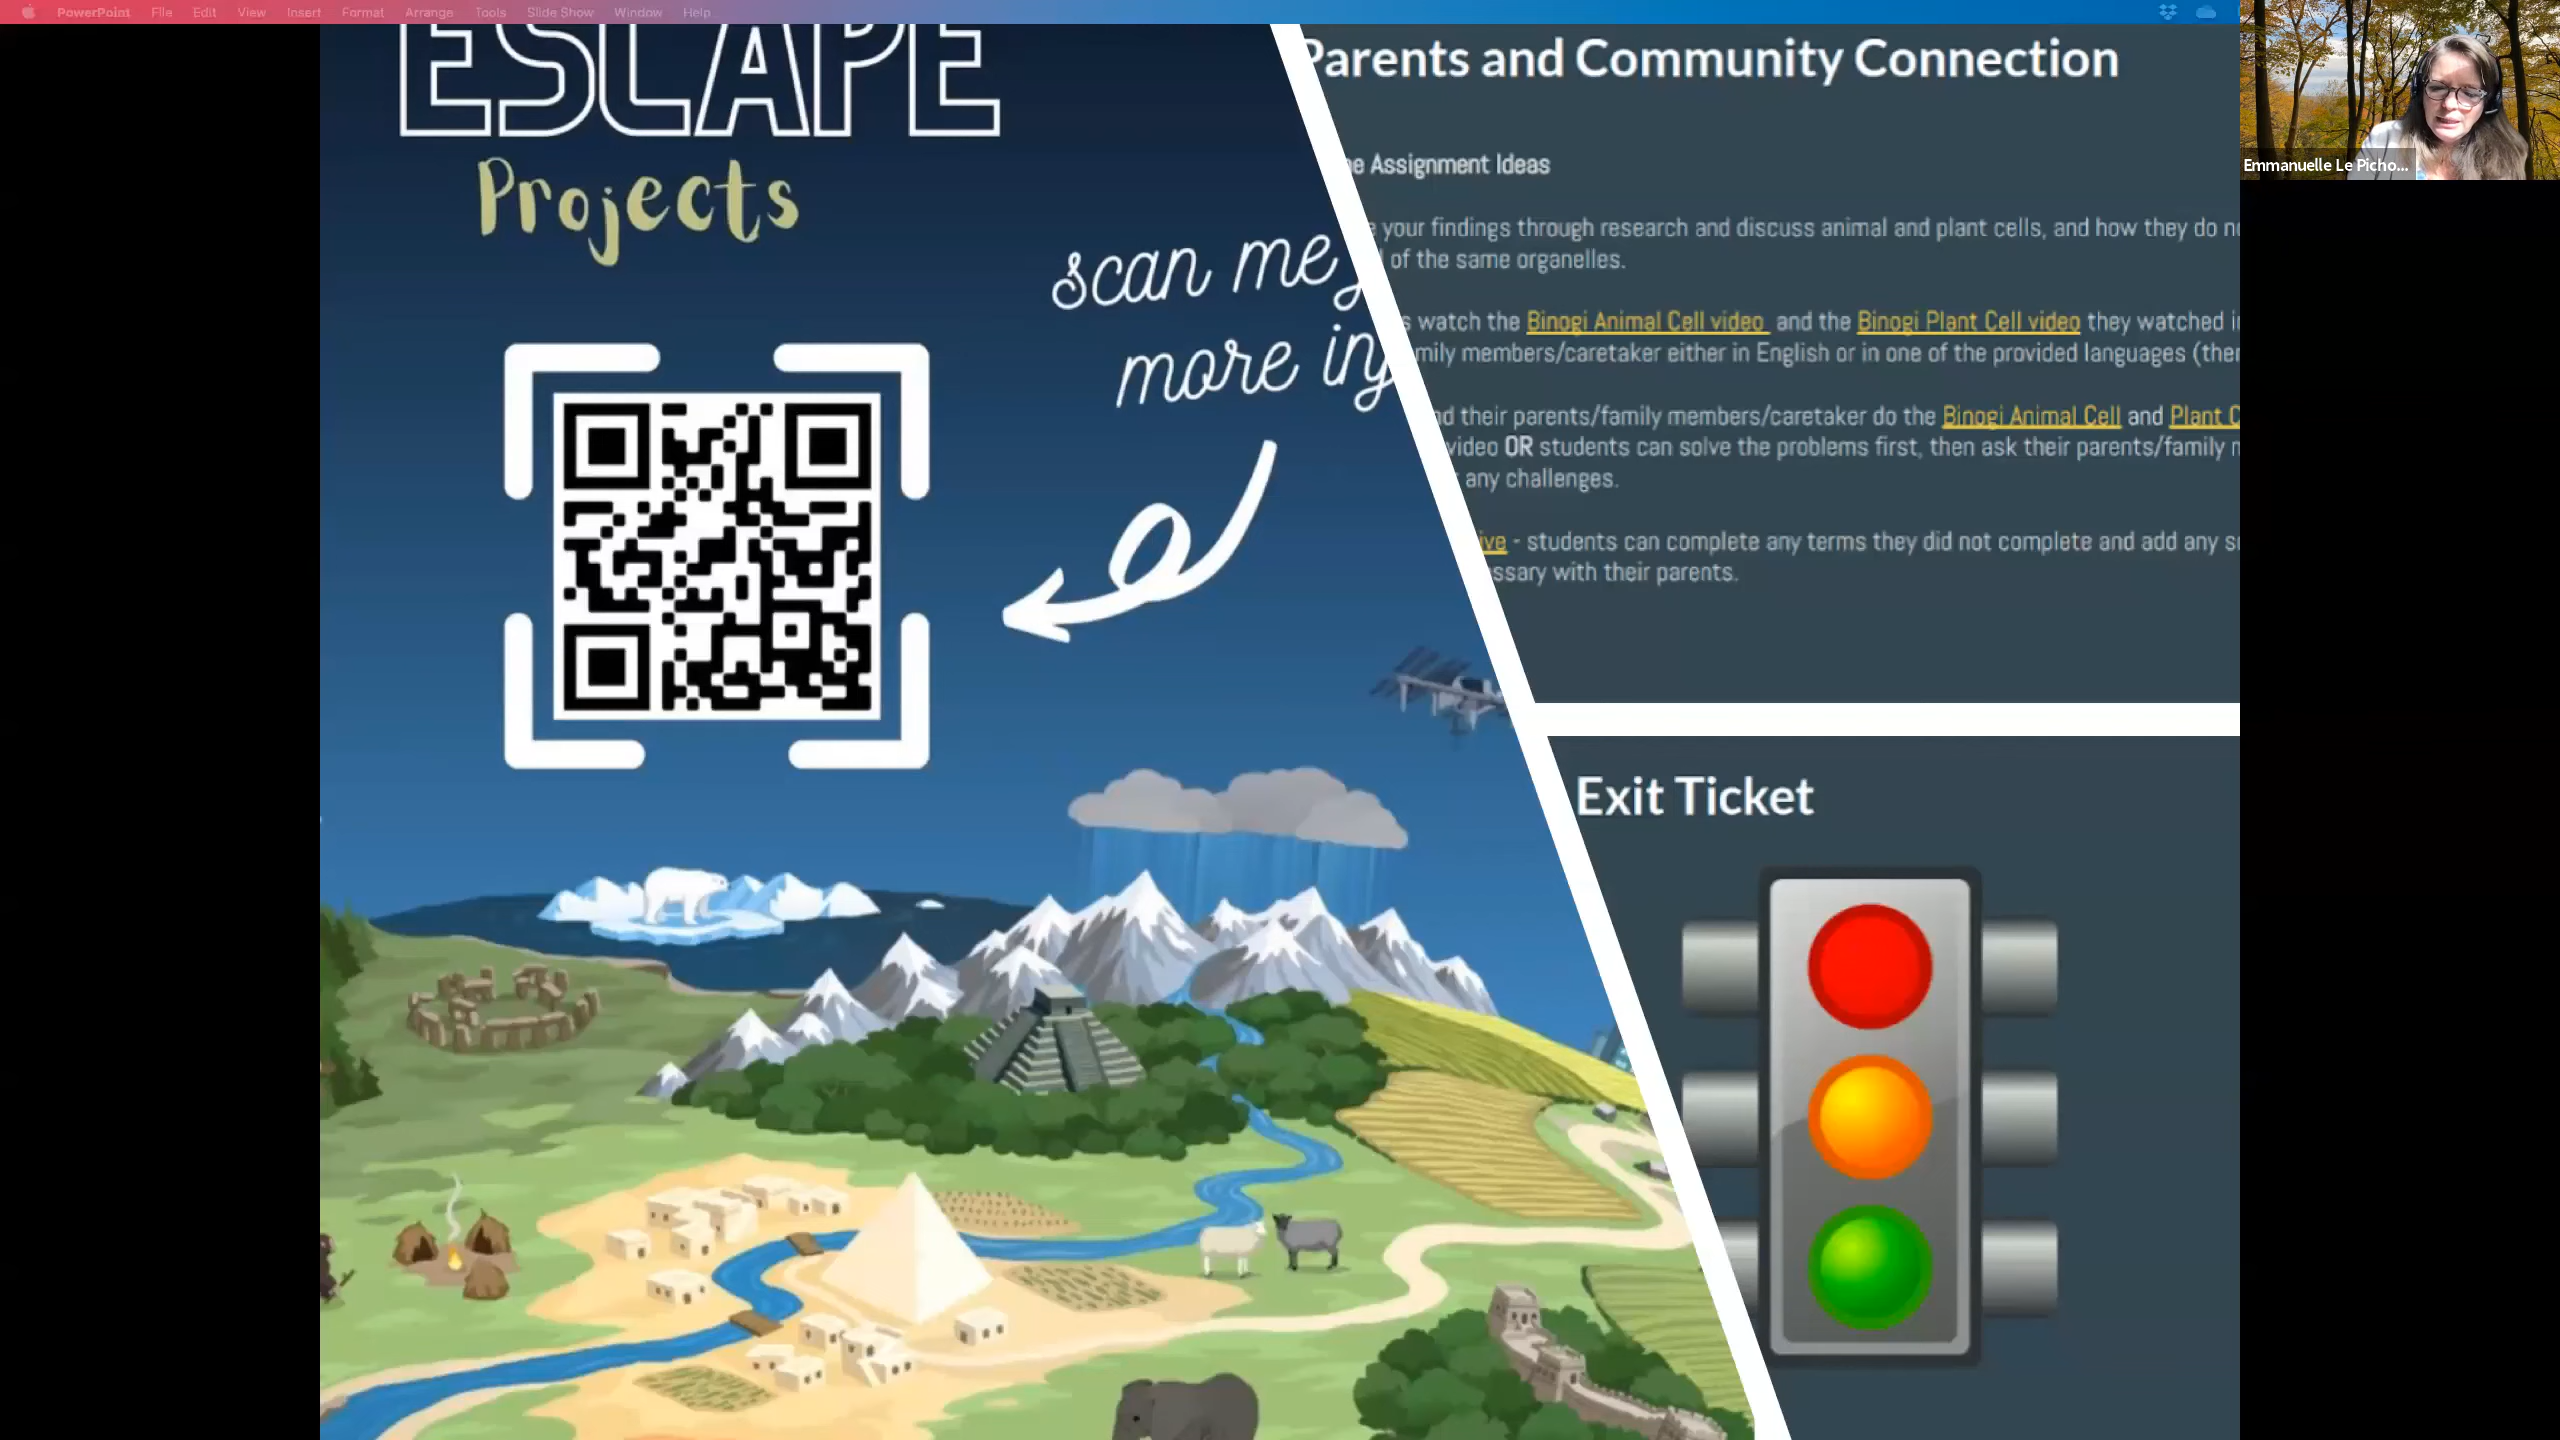 PowerPoint File Edit View Insert Format Arrange Tools Slide Show Window Help
ESCAPE
Projects
scan me
more
Parents and Community Connection
Assignment Ideas
your findings through research and discuss animal and plant cells, and how they do
of the same organelles.
watch the Binogi Animal Cell video and the Binogi Plant Cell video they watched
members/caretaker either in English or in one of the provided languages
their parents/family members/caretaker do the Binogi Animal Cell and Plant
video OR students can solve the problems first, then ask their parents/family
any challenges.
- students can complete any terms they did not complete and add any
with their parents.
Exit Ticket
Emmanuelle Le Picho...